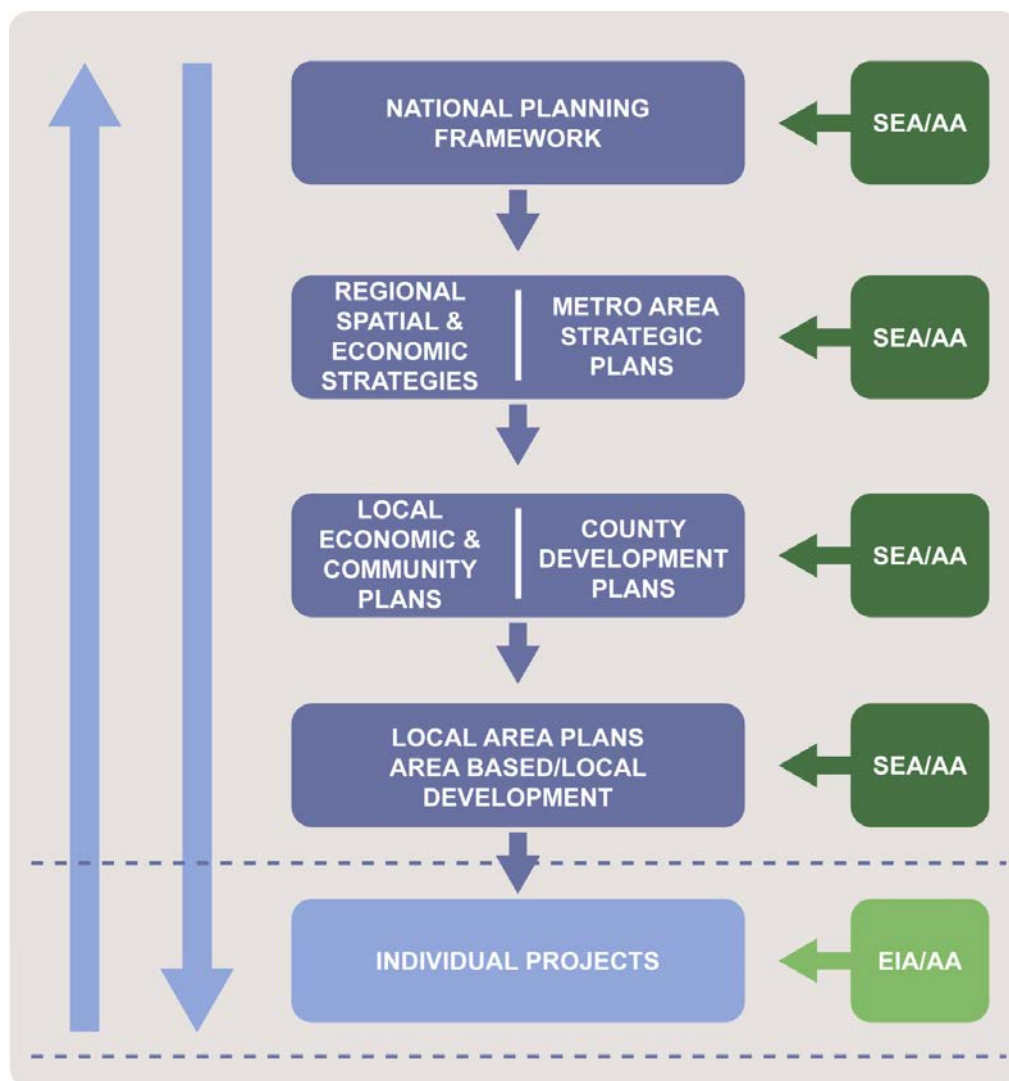 NATIONAL PLANNING
FRAMEWORK
SEA/AA
REGIONAL
SPATIAL &
ECONOMIC
STRATEGIES
METRO AREA
STRATEGIC
PLANS
SEA/AA
LOCAL
ECONOMIC &
COMMUNITY
PLANS
COUNTY
DEVELOPMENT
PLANS
SEA/AA
LOCAL AREA PLANS
AREA BASED/LOCAL
DEVELOPMENT
SEA/AA
INDIVIDUAL PROJECTS
EIA/AA